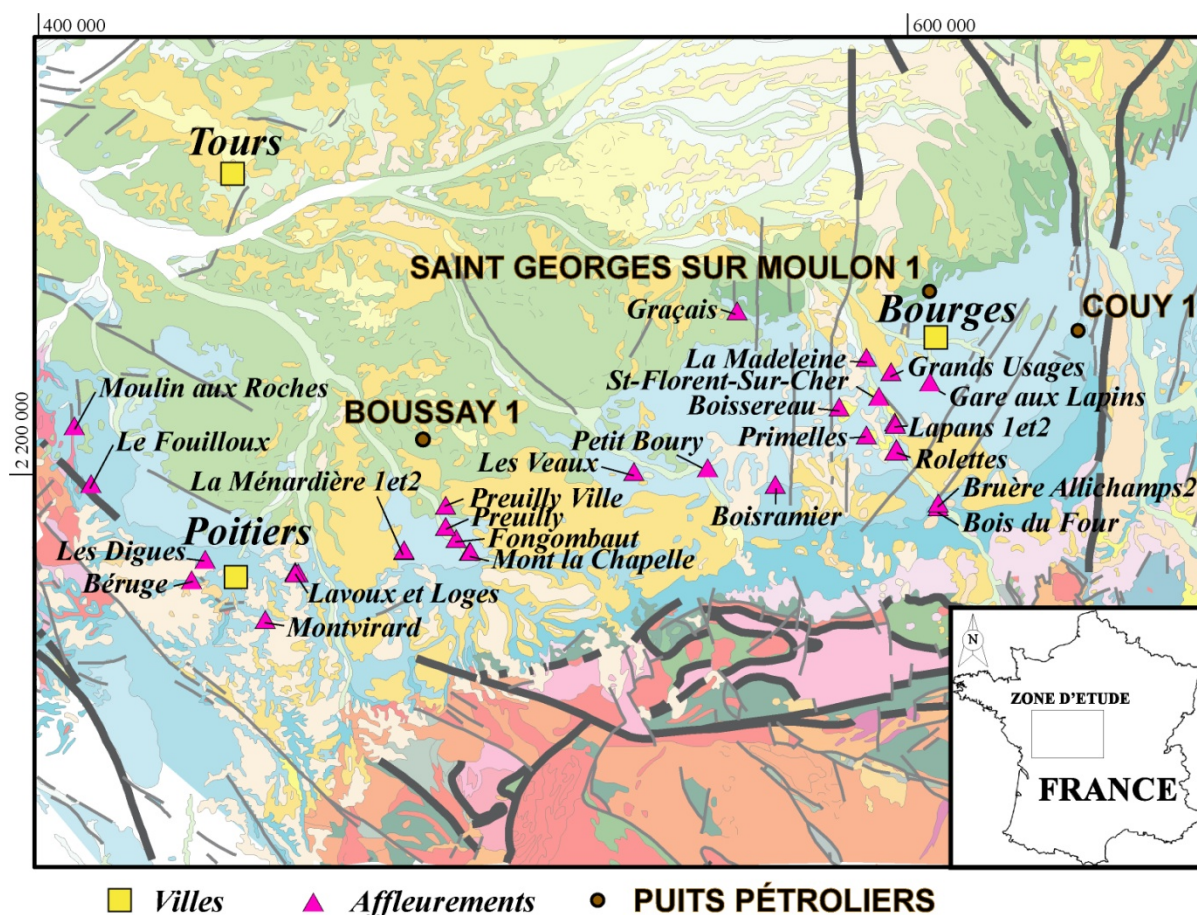 400 000
600 000
Tours
SAINT GEORGES SUR MOULON 1
Graçais
Bourges
COUY 1
La Madeleine
Grands Usages
St-Florent-Sur-Cher
Gare aux Lapins
Moulin aux Roches
BOUSSAY 1
Boissereau
Lapans 1et2
2 200 000
Le Fouilloux
Petit Boury
Primelles
Les Veaux
Rolettes
La Ménardière 1et2
Preuilly Ville
Boisramier
Bruère Allichamps2
Preuilly
Bois du Four
Poitiers
Fongombaut
Les Digues
Mont la Chapelle
Béruge
Lavoux et Loges
Montvirard
N
ZONE D'ETUDE
FRANCE
Villes
Affleurements
PUITS PÉTROLIERS